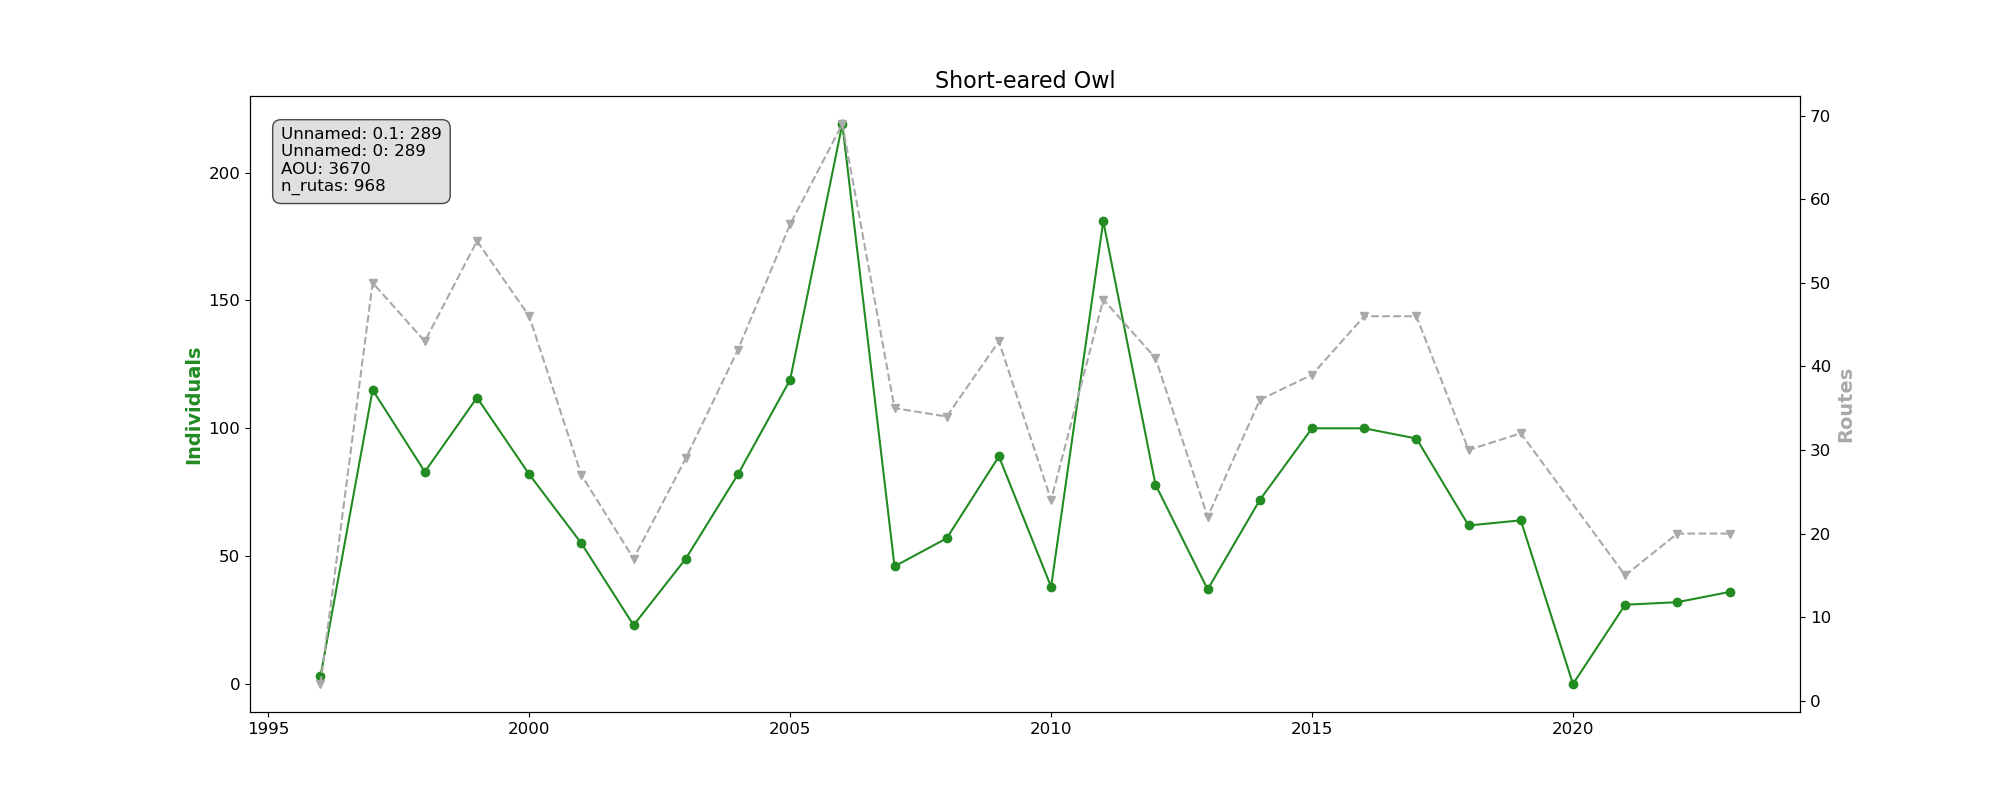 Short-eared Owl
Unnamed: 0.1: 289
Unnamed: 0: 289
AOU: 3670
n_rutas: 968
Individuals
200
150
100
50
0
70
60
50
40
30
20
10
0
Routes
1995
2000
2005
2010
2015
2020